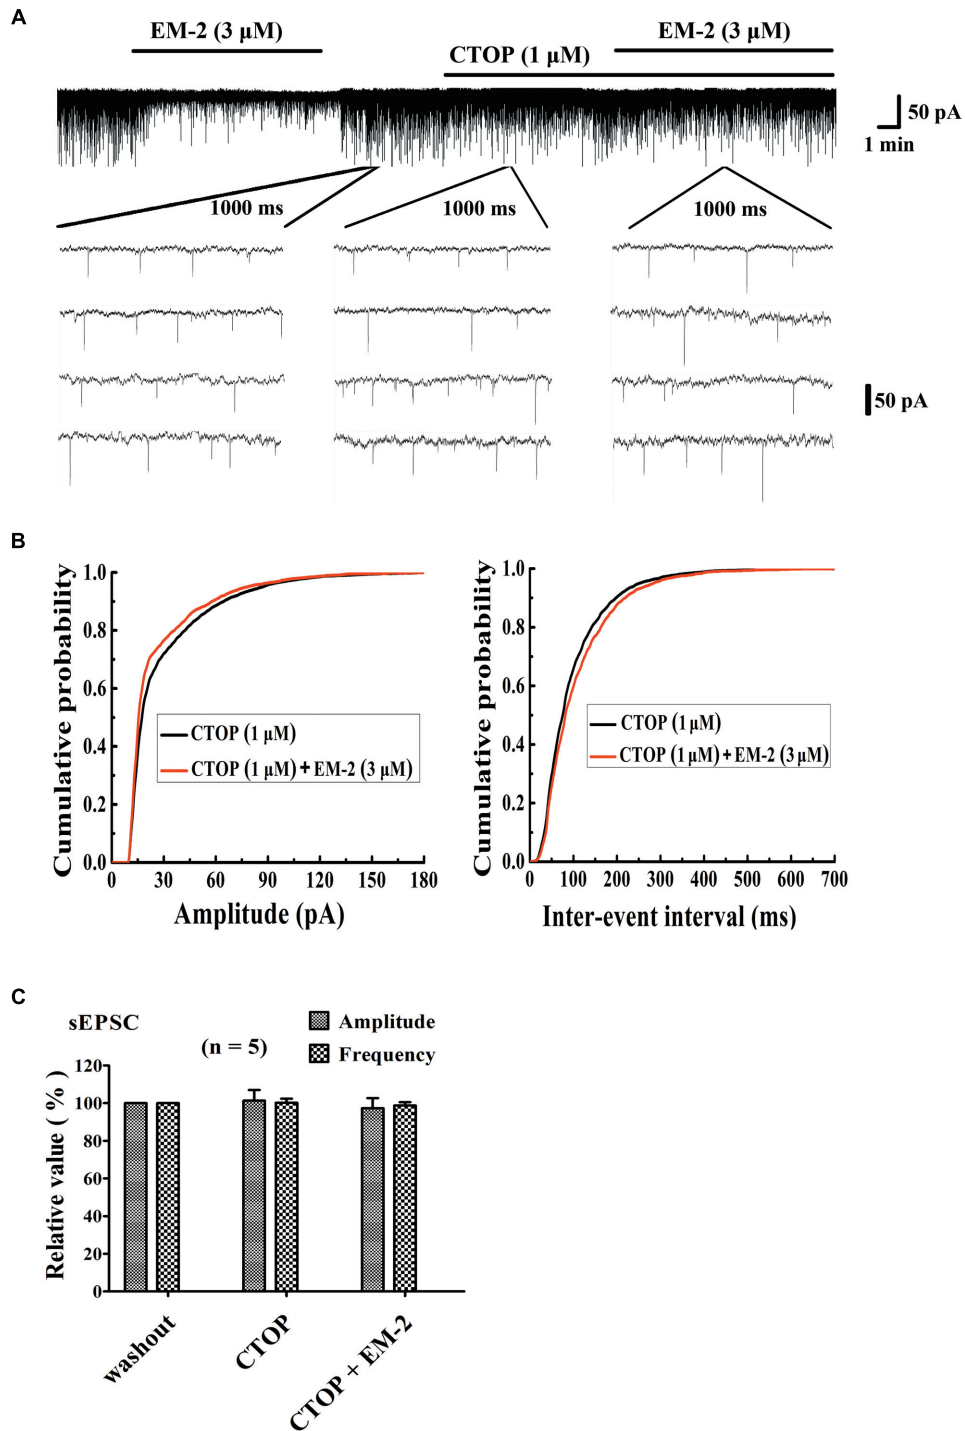 A
EM-2 (3 μM)
EM-2 (3 μM)
CTOP (1 μM)
50 pA
1 min
1000 ms
1000 ms
1000 ms
50 pA
B
Cumulative probability
1.0
0.8
0.6
0.4
0.2
0.0
CTOP (1 μM)
CTOP (1 μM) + EM-2 (3 μM)
0 30 60 90 120 150 180
Amplitude (pA)
Cumulative probability
1.0
0.8
0.6
0.4
0.2
0.0
CTOP (1 μM)
CTOP (1 μM) + EM-2 (3 μM)
0 100 200 300 400 500 600 700
Inter-event interval (ms)
C
sEPSC
(n = 5)
Amplitude
Frequency
Relative value ( % )
120
100
80
60
40
20
0
washout
CTOP
CTOP + EM-2